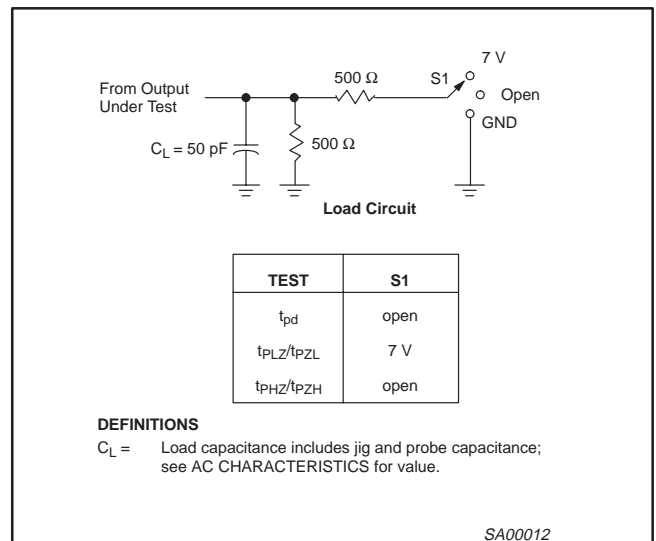 7 V
500 Ω
S1
From Output
Under Test
Open
GND
C_L = 50 pF
500 Ω
Load Circuit
TEST S1
t_pd open
t_PLZ/t_PZL 7 V
t_PHZ/t_PZH open
DEFINITIONS
C_L = Load capacitance includes jig and probe capacitance;
see AC CHARACTERISTICS for value.
SA00012